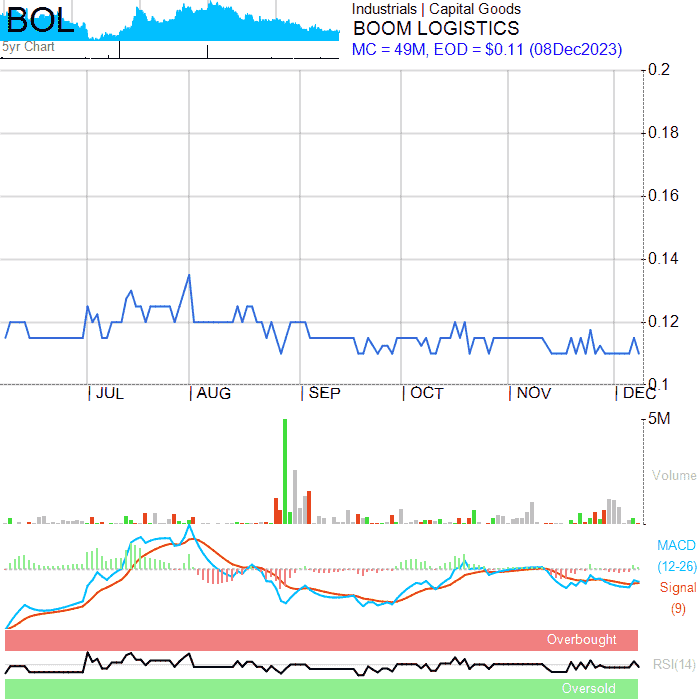 BOL
5yr Chart
Industrials | Capital Goods
BOOM LOGISTICS
MC = 49M, EOD = $0.11 (08Dec2023)
0.2
0.18
0.16
0.14
0.12
0.1
JUL AUG SEP OCT NOV DEC
5M
Volume
MACD
(12-26)
Signal
(9)
Overbought
RSI(14)
Oversold